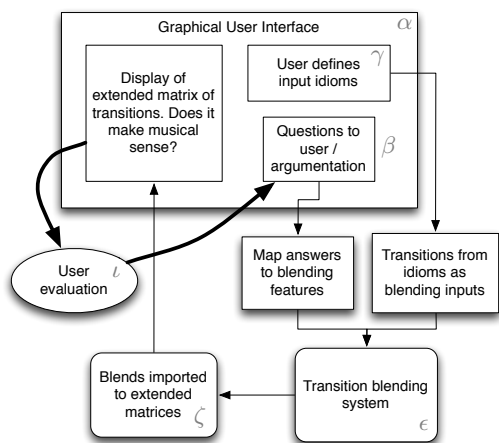 Graphical User Interface
α
Display of
extended matrix of
transitions. Does it
make musical
sense?
User defines
input idioms
γ
Questions to
user /
argumentation
β
User
evaluation
ι
Map answers
to blending
features
Transitions from
idioms as
blending inputs
Blends imported
to extended
matrices
ζ
Transition blending
system
ϵ